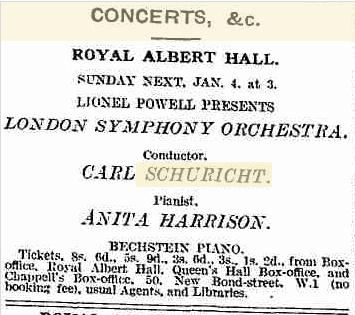 CONCERTS, &c.
ROYAL ALBERT HALL.
SUNDAY NEXT, JAN. 4. at 3.
LIONEL POWELL PRESENTS
LONDON SYMPHONY ORCHESTRA.
Conductor,
CARL SCHURICHT.
Pianist,
ANITA HARRISON.
BECHSTEIN PIANO.
Tickets, 8s. 6d., 5s. 9d., 3s. 6d., 3s., 1s. 2d., from Box-
office, Royal Albert Hall, Queen's Hall Box-office, and
Chappell's Box-office, 50, New Bond-street, W.1 (no
booking fee), usual Agents, and Libraries.